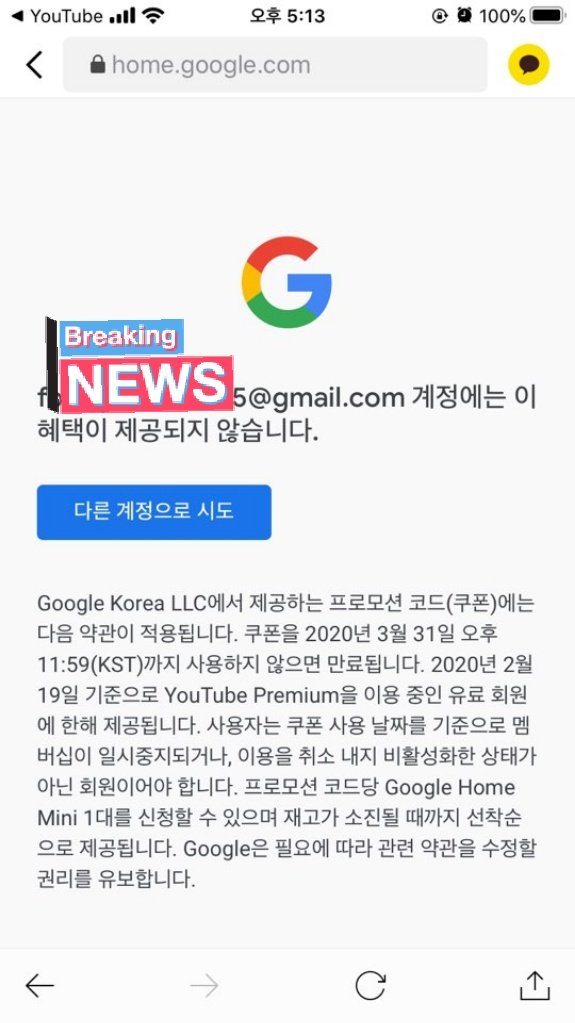 YouTube 오후 5:13 100%
home.google.com
Breaking
NEWS
5@gmail.com 계정에는 이
혜택이 제공되지 않습니다.
다른 계정으로 시도
Google Korea LLC에서 제공하는 프로모션 코드(쿠폰)에는
다음 약관이 적용됩니다. 쿠폰을 2020년 3월 31일 오후
11:59(KST)까지 사용하지 않으면 만료됩니다. 2020년 2월
19일 기준으로 YouTube Premium을 이용 중인 유료 회원
에 한해 제공됩니다. 사용자는 쿠폰 사용 날짜를 기준으로 멤
버십이 일시중지되거나, 이용을 취소 내지 비활성화한 상태가
아닌 회원이어야 합니다. 프로모션 코드당 Google Home
Mini 1대를 신청할 수 있으며 재고가 소진될 때까지 선착순
으로 제공됩니다. Google은 필요에 따라 관련 약관을 수정할
권리를 유보합니다.